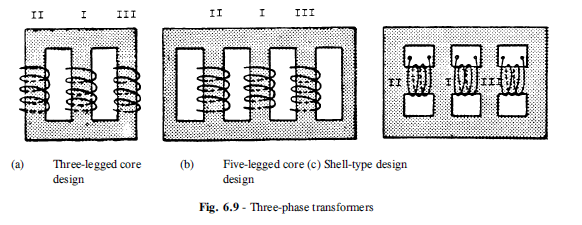 II I III
II I III
II I III
(a) Three-legged core design
(b) Five-legged core design
(c) Shell-type design
Fig. 6.9 - Three-phase transformers